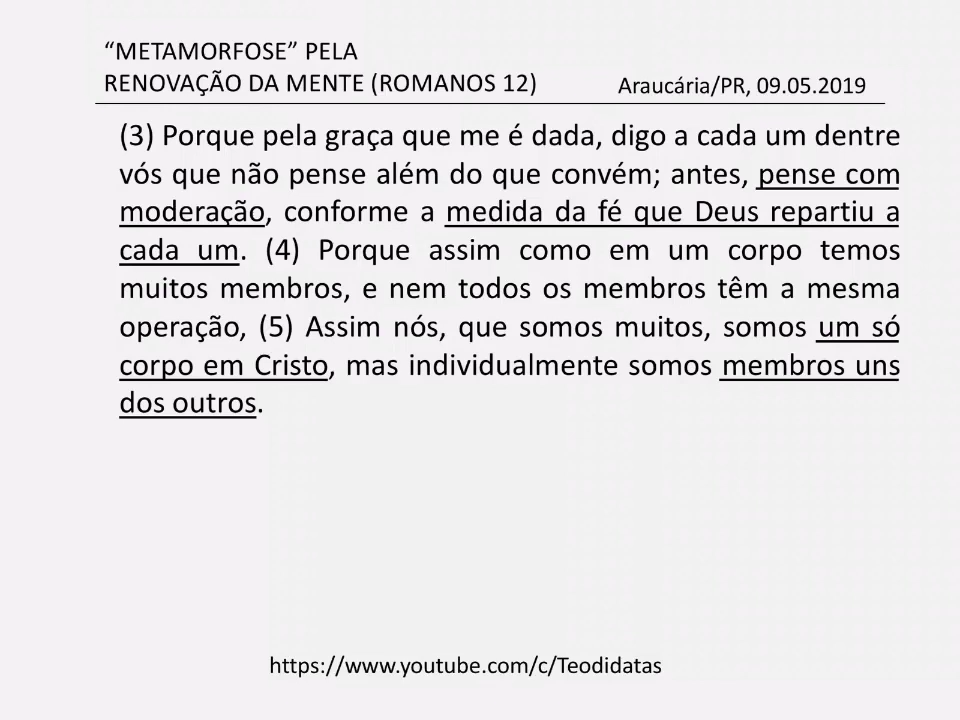 “METAMORFOSE” PELA
RENOVAÇÃO DA MENTE (ROMANOS 12)
Araucária/PR, 09.05.2019
(3) Porque pela graça que me é dada, digo a cada um dentre
vós que não pense além do que convém; antes, pense com
moderação, conforme a medida da fé que Deus repartiu a
cada um. (4) Porque assim como em um corpo temos
muitos membros, e nem todos os membros têm a mesma
operação, (5) Assim nós, que somos muitos, somos um só
corpo em Cristo, mas individualmente somos membros uns
dos outros.
https://www.youtube.com/c/Teodidatas